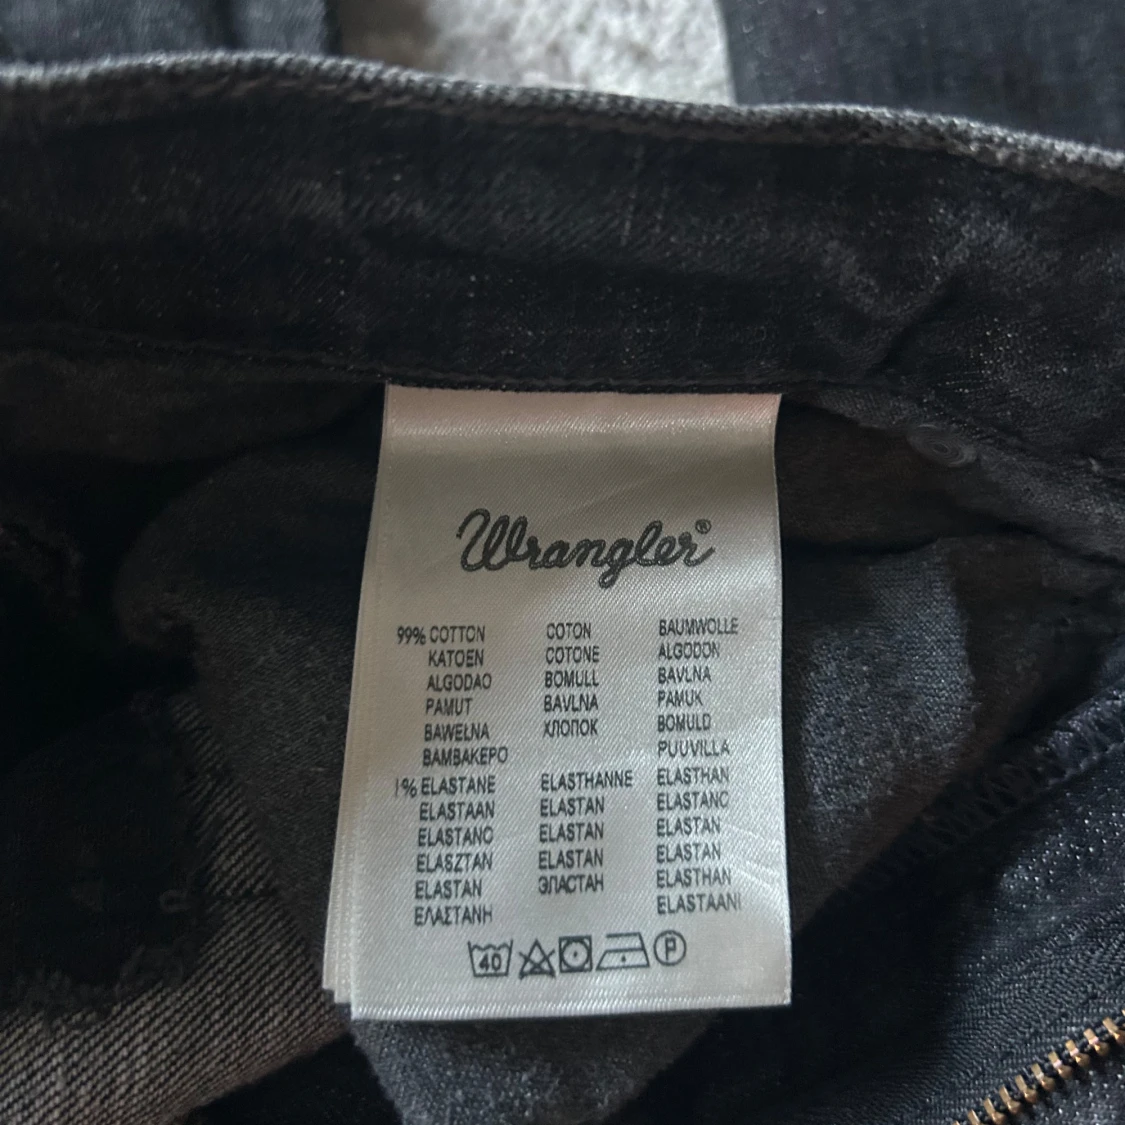 Wrangler®
99% COTTON COTON BAUMWOLLE
KATOEN COTONE ALGODON
ALGODAO BOMULL BAVLNA
PAMUT BAVLNA PAMUK
BAWEŁNA ХЛОПОК BOMULD
BAMBAKEPO PUUVILLA
1% ELASTANE ELASTHANNE ELASTHAN
ELASTAAN ELASTAN ELASTANO
ELASTANO ELASTAN ELASTAN
ELASZTAN ELASTAN ELASTAN
ELASTAN ЭЛАСТАН ELASTHAN
ΕΛΑΣΤΑΝΗ ELASTAANI
40 P